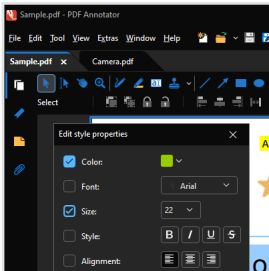 Sample.pdf - PDF Annotator
File Edit Tool View Extras Window Help
Sample.pdf × Camera.pdf
Select
Edit style properties
Color:
Font: Arial
Size: 22
Style: B I U S
Alignment:
A
O